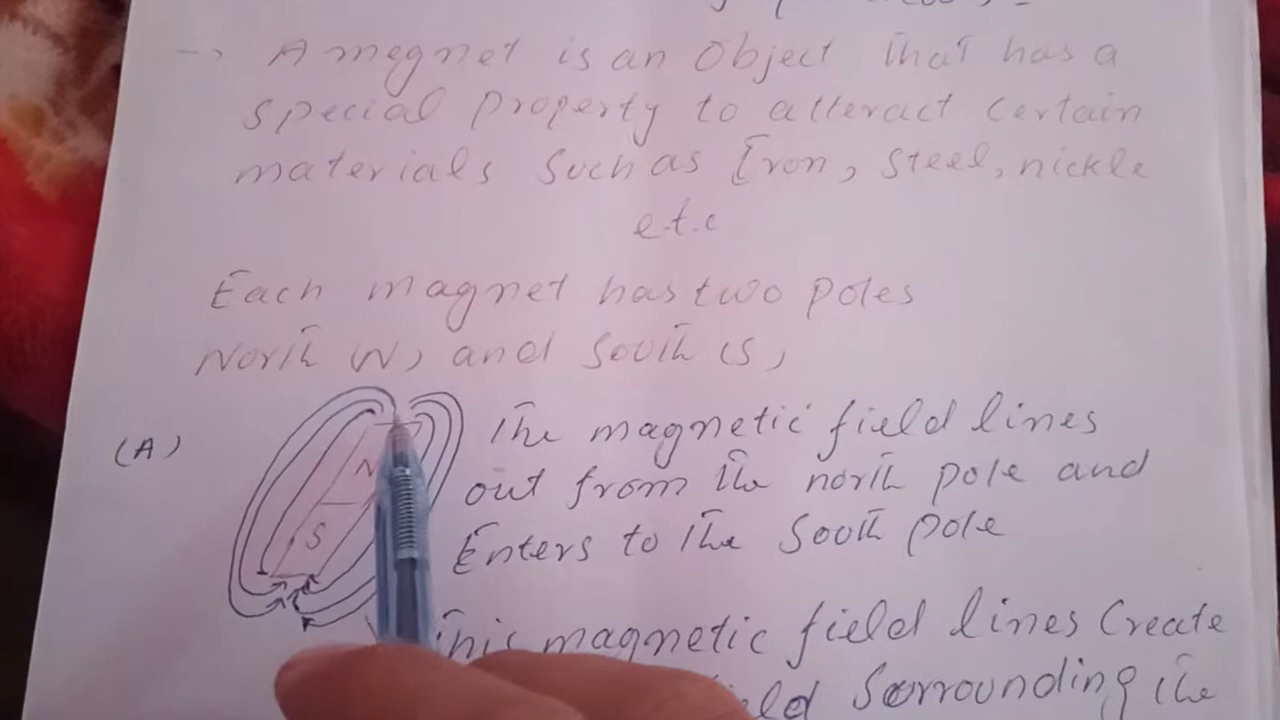 → A megnet is an Object that has a
special property to atteract certain
materials such as Iron, steel, nickle
e.t.c
Each magnet has two poles
North (N) and South (S)
(A)
N
S
The magnetic field lines
out from the north pole and
Enters to the South pole
This magnetic field lines Create
Sorrounding the